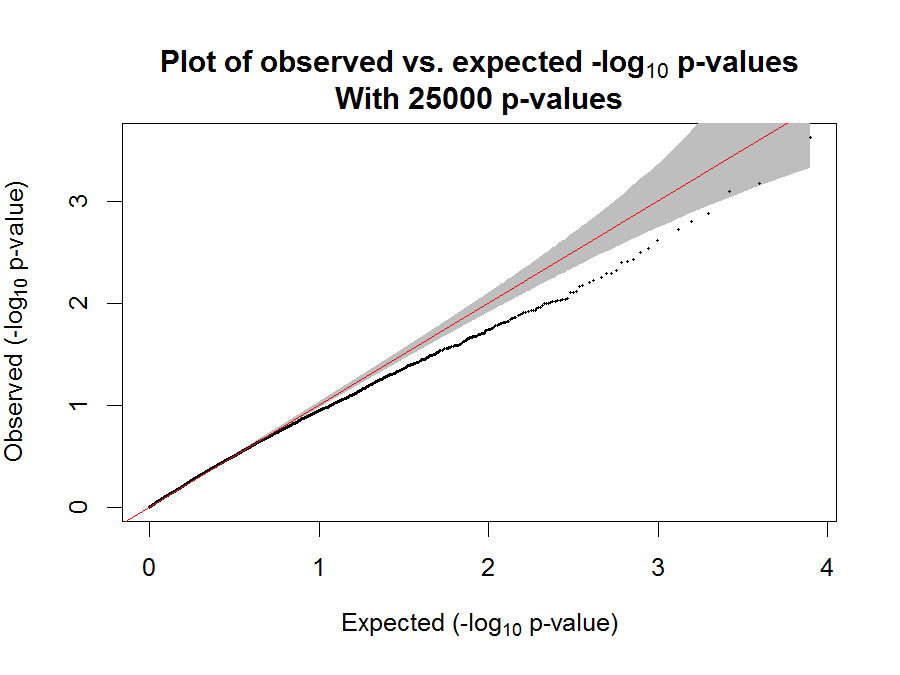 Plot of observed vs. expected -log10 p-values
With 25000 p-values
Observed (-log10 p-value)
3
2
1
0
0 1 2 3 4
Expected (-log10 p-value)